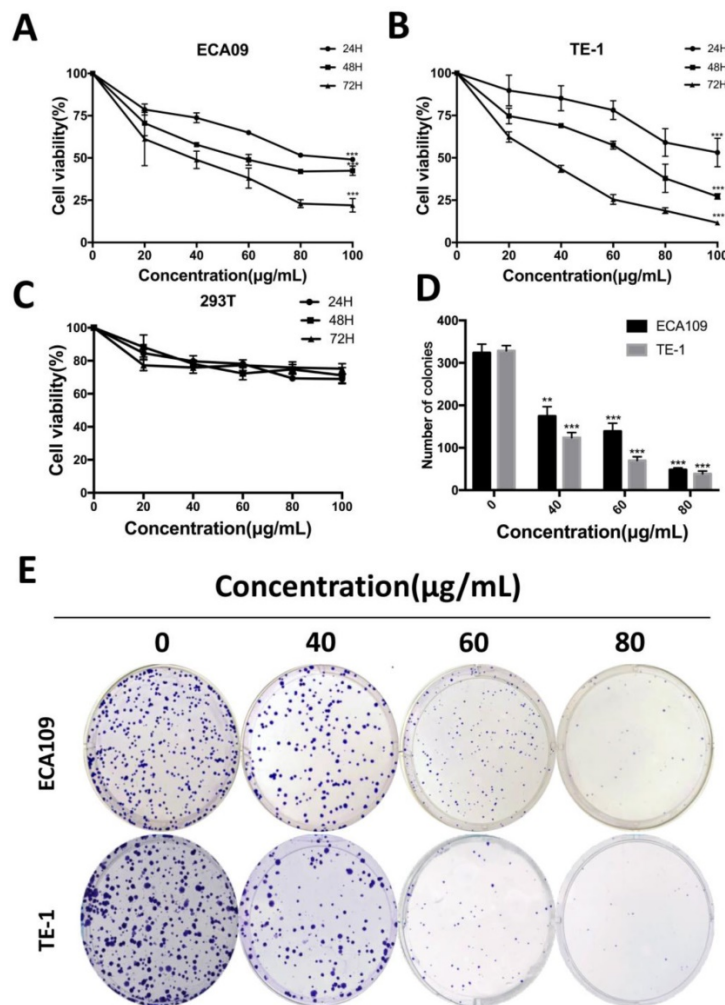 A
ECA09
24H
48H
72H
Cell viability(%)
100
75
50
25
0
***
***
***
0 20 40 60 80 100
Concentration(µg/mL)
B
TE-1
24H
48H
72H
Cell viability(%)
100
75
50
25
0
***
***
***
0 20 40 60 80 100
Concentration(µg/mL)
C
293T
24H
48H
72H
Cell viability(%)
100
80
60
40
20
0
0 20 40 60 80 100
Concentration(µg/mL)
D
ECA109
TE-1
Number of colonies
400
300
200
100
0
** *** *** *** *** ***
0 40 60 80
Concentration(µg/mL)
E
Concentration(µg/mL)
0 40 60 80
ECA109
TE-1